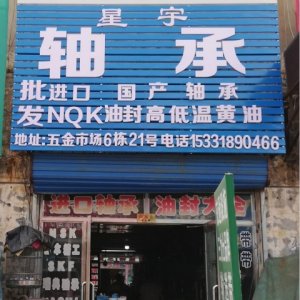 星宇
轴承
批进口 国产轴承
发NQK油封高低温黄油
地址:五金市场6栋21号电话15331890466
进口轴承 油封大全
NSK
SKF